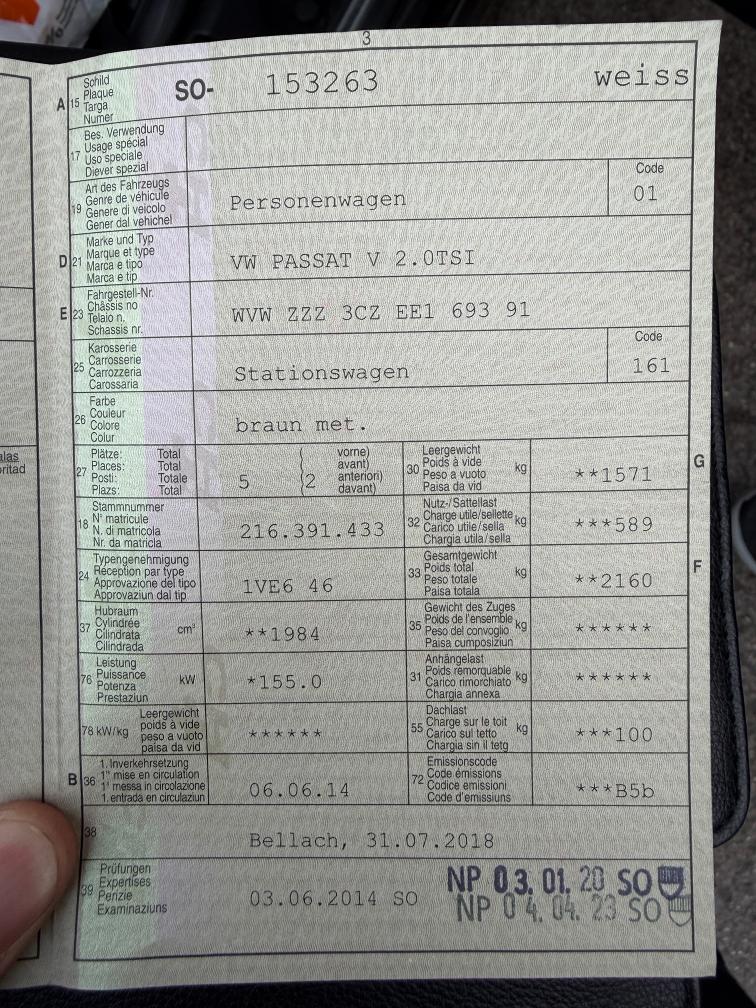 3
A 15 Schild
Plaque
Targa
Numer
SO- 153263 weiss
17 Bes. Verwendung
Usage spécial
Uso speciale
Diever spezial
19 Art des Fahrzeugs
Genre de véhicule
Genere di veicolo
Gener dal vehichel
Personenwagen
Code
01
D 21 Marke und Typ
Marque et type
Marca e tipo
Marca e tip
VW PASSAT V 2.0TSI
E 23 Fahrgestell-Nr.
Châssis no
Telaio n.
Schassis nr.
WVW ZZZ 3CZ EE1 693 91
25 Karosserie
Carrosserie
Carrozzeria
Carossaria
Stationswagen
Code
161
26 Farbe
Couleur
Colore
Colur
braun met.
27 Plätze: Total
Places: Total
Posti: Totale
Plazs: Total
5 (2 vorne)
avant)
anteriori)
davant)
30 Leergewicht
Poids à vide
Peso a vuoto
Paisa da vid
kg
**1571
G
18 Stammnummer
N° matricule
N. di matricola
Nr. da matricla
216.391.433
32 Nutz-/Sattellast
Charge utile/sellette
Carico utile/sella
Chargia utila/sella
kg
***589
24 Typengenehmigung
Réception par type
Approvazione del tipo
Approvaziun dal tip
1VE6 46
33 Gesamtgewicht
Poids total
Peso totale
Paisa totala
kg
**2160
F
37 Hubraum
Cylindrée
Cilindrata
Cilindrada
cm³
**1984
35 Gewicht des Zuges
Poids de l'ensemble
Peso del convoglio
Paisa cumposiziun
kg
******
76 Leistung
Puissance
Potenza
Prestaziun
kW
*155.0
31 Anhängelast
Poids remorquable
Carico rimorchiato
Chargia annexa
kg
******
78 kW/kg Leergewicht
poids à vide
peso a vuoto
paisa da vid
******
55 Dachlast
Charge sur le toit
Carico sul tetto
Chargia sin il tetg
kg
***100
B 36 1. Inverkehrsetzung
1re mise en circulation
1a messa in circolazione
1. entrada en circulaziun
06.06.14
72 Emissionscode
Code émissions
Codice emissioni
Code d'emissiuns
***B5b
38
Bellach, 31.07.2018
39 Prüfungen
Expertises
Perizie
Examinaziuns
03.06.2014 SO
NP 03.01.20 SO
NP 04.04.23 SO
alas